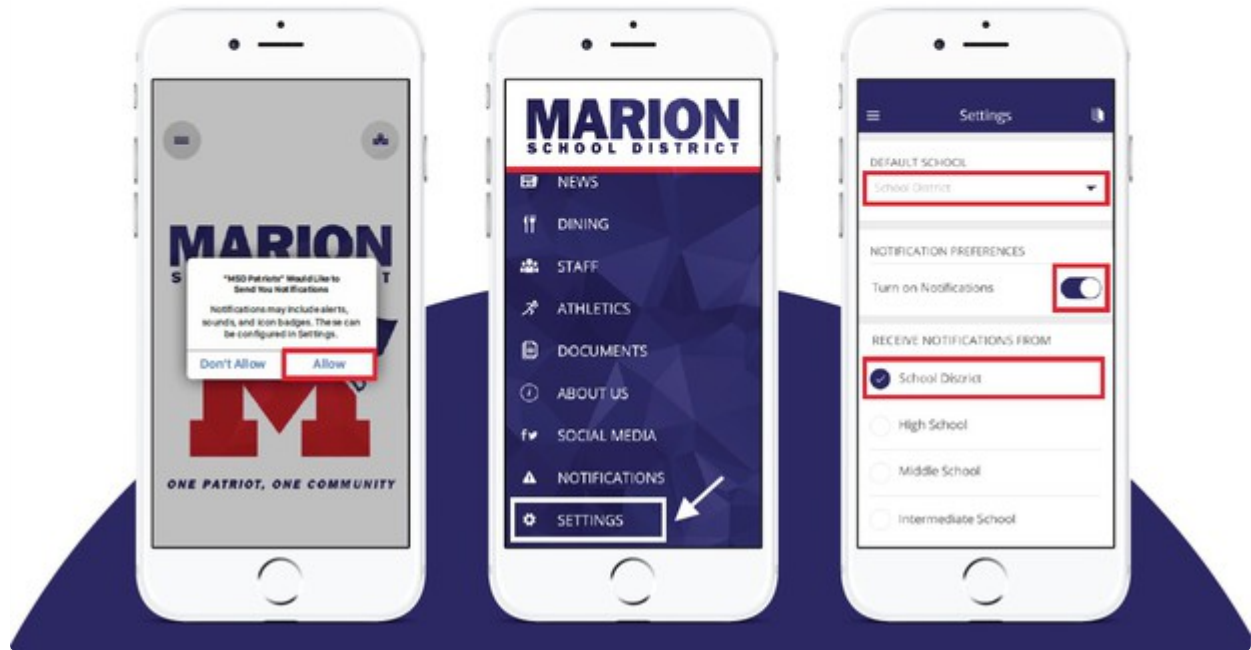 MARION
S T
"MSD Patriots" Would Like to
Send You Notifications
Notifications may include alerts,
sounds, and icon badges. These can
be configured in Settings.
Don't Allow Allow
M
ONE PATRIOT, ONE COMMUNITY
MARION
SCHOOL DISTRICT
NEWS
DINING
STAFF
ATHLETICS
DOCUMENTS
ABOUT US
SOCIAL MEDIA
NOTIFICATIONS
SETTINGS
Settings
DEFAULT SCHOOL
School District
NOTIFICATION PREFERENCES
Turn on Notifications
RECEIVE NOTIFICATIONS FROM
School District
High School
Middle School
Intermediate School